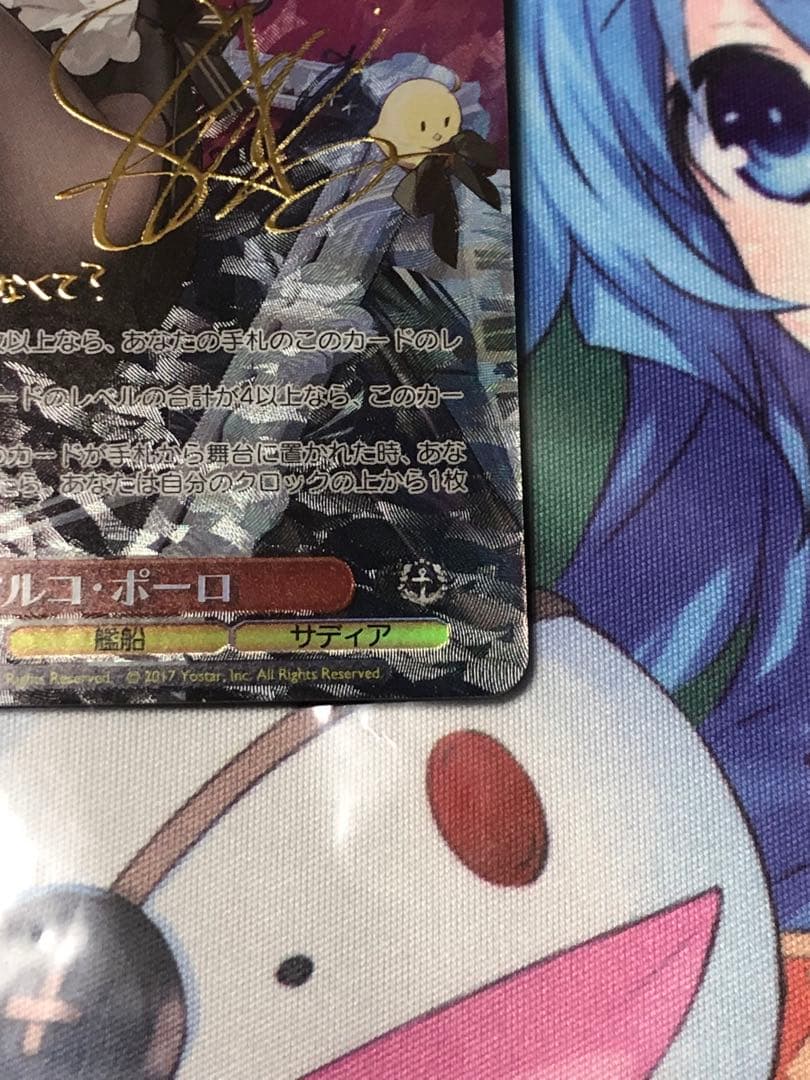 なくて?
以上なら、あなたの手札のこのカードのレ
ードのレベルの合計が4以上なら、このカー
のカードが手札から舞台に置かれた時、あな
たら、あなたは自分のクロックの上から1枚
ルコ・ポーロ
艦船 サディア
Rights Reserved. © 2017 Yostar, Inc. All Rights Reserved.